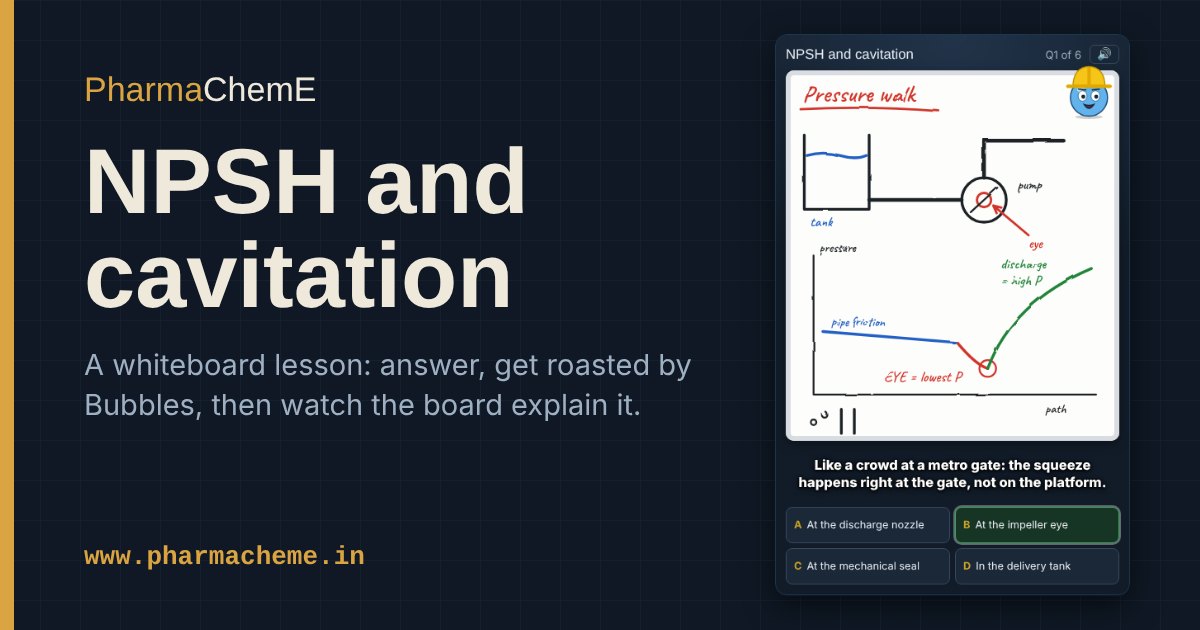 PharmaChemE
NPSH and
cavitation
A whiteboard lesson: answer, get roasted by
Bubbles, then watch the board explain it.
www.pharmacheme.in
NPSH and cavitation
Q1 of 6
Pressure walk
pump
tank
eye
pressure
discharge
= high P
pipe friction
EYE = lowest P
path
Like a crowd at a metro gate: the squeeze
happens right at the gate, not on the platform.
A At the discharge nozzle
B At the impeller eye
C At the mechanical seal
D In the delivery tank